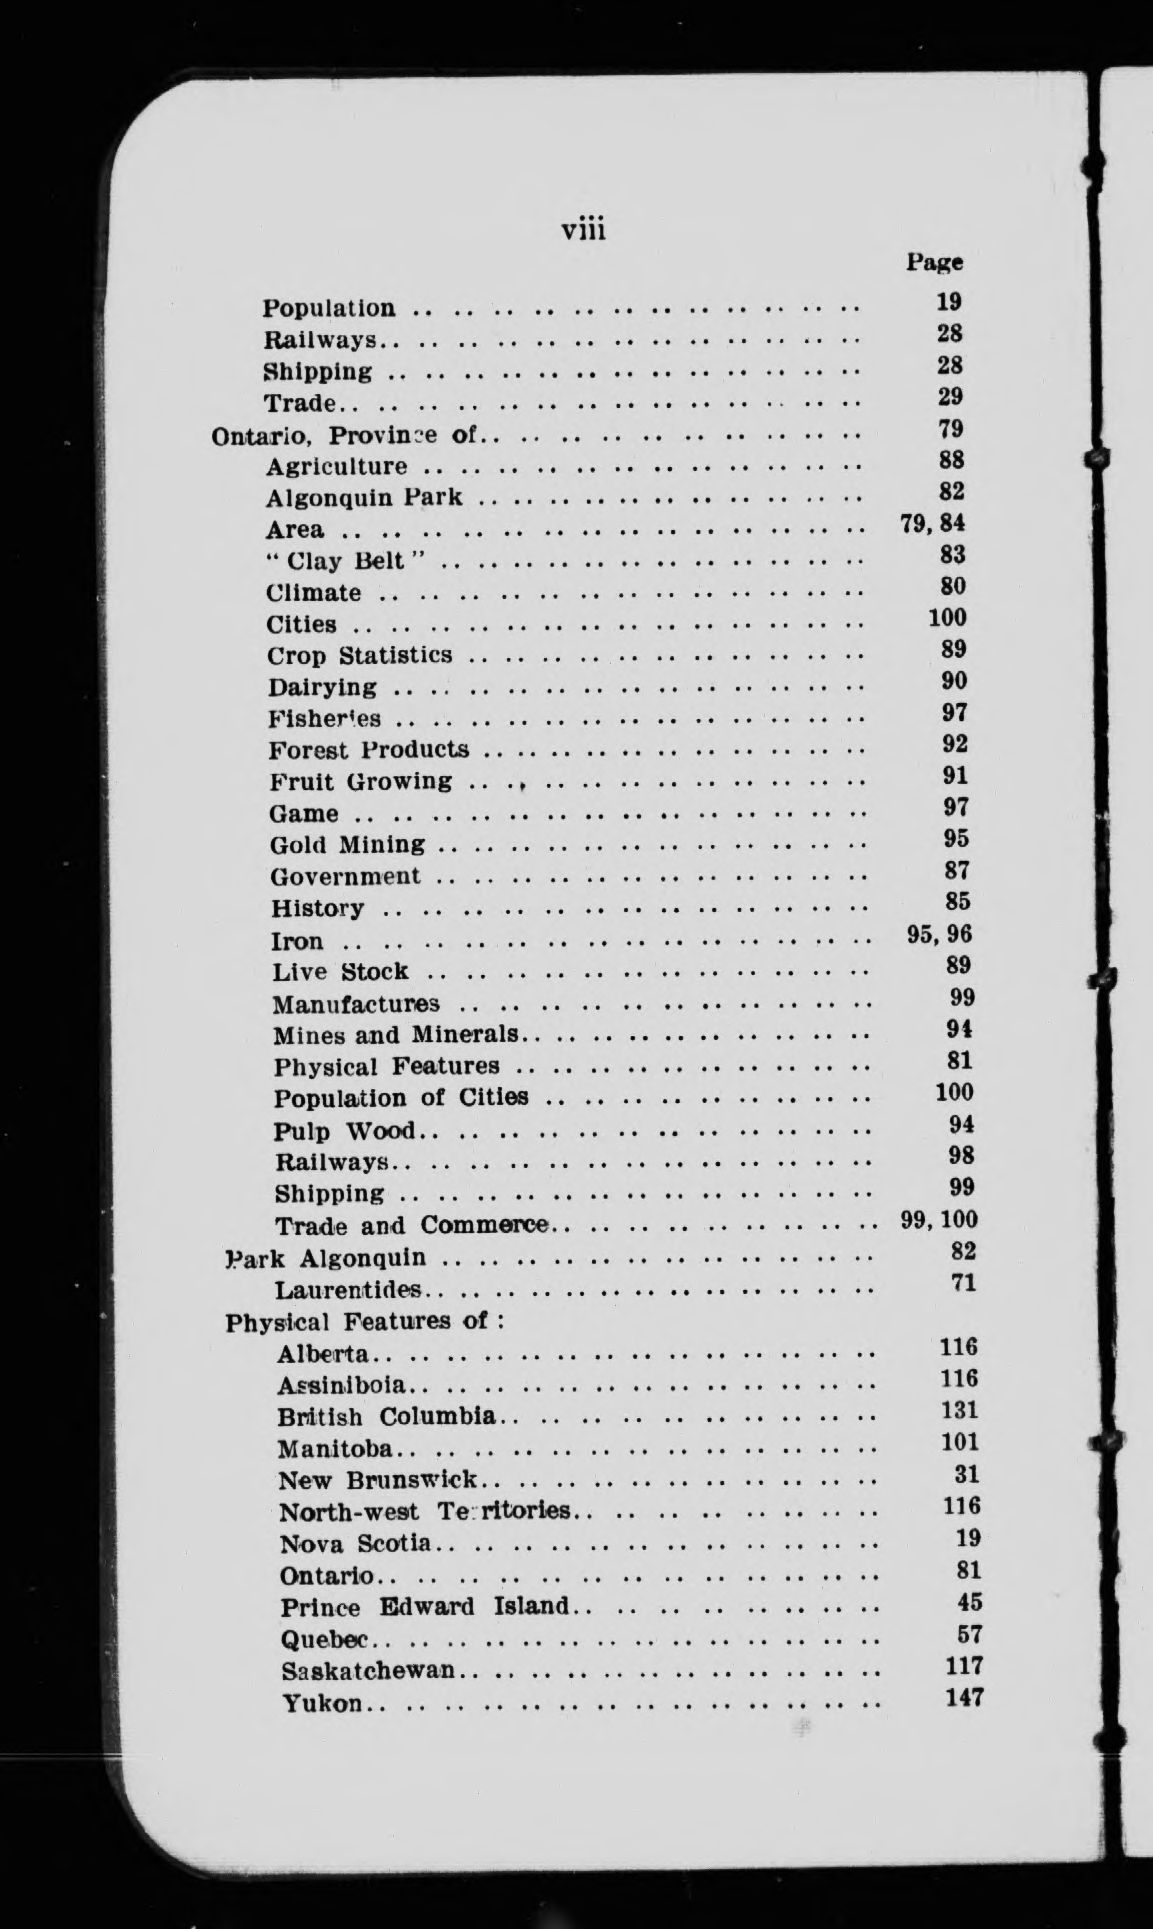 viii
Page
Population .. .. .. .. .. .. .. .. .. .. .. .. 19
Railways.. .. .. .. .. .. .. .. .. .. .. .. .. 28
Shipping .. .. .. .. .. .. .. .. .. .. .. .. .. 28
Trade.. .. .. .. .. .. .. .. .. .. .. .. .. .. 29
Ontario, Province of.. .. .. .. .. .. .. .. .. .. 79
Agriculture .. .. .. .. .. .. .. .. .. .. .. .. 88
Algonquin Park .. .. .. .. .. .. .. .. .. .. .. 82
Area .. .. .. .. .. .. .. .. .. .. .. .. .. .. 79, 84
" Clay Belt " .. .. .. .. .. .. .. .. .. .. .. .. 83
Climate .. .. .. .. .. .. .. .. .. .. .. .. .. 80
Cities .. .. .. .. .. .. .. .. .. .. .. .. .. .. 100
Crop Statistics .. .. .. .. .. .. .. .. .. .. .. 89
Dairying .. .. .. .. .. .. .. .. .. .. .. .. .. 90
Fisheries .. .. .. .. .. .. .. .. .. .. .. .. .. 97
Forest Products .. .. .. .. .. .. .. .. .. .. .. 92
Fruit Growing .. .. .. .. .. .. .. .. .. .. .. 91
Game .. .. .. .. .. .. .. .. .. .. .. .. .. .. 97
Gold Mining .. .. .. .. .. .. .. .. .. .. .. .. 95
Government .. .. .. .. .. .. .. .. .. .. .. .. 87
History .. .. .. .. .. .. .. .. .. .. .. .. .. 85
Iron .. .. .. .. .. .. .. .. .. .. .. .. .. .. 95, 96
Live Stock .. .. .. .. .. .. .. .. .. .. .. .. 89
Manufactures .. .. .. .. .. .. .. .. .. .. .. 99
Mines and Minerals.. .. .. .. .. .. .. .. .. .. 94
Physical Features .. .. .. .. .. .. .. .. .. .. 81
Population of Cities .. .. .. .. .. .. .. .. .. 100
Pulp Wood.. .. .. .. .. .. .. .. .. .. .. .. 94
Railways.. .. .. .. .. .. .. .. .. .. .. .. .. 98
Shipping .. .. .. .. .. .. .. .. .. .. .. .. .. 99
Trade and Commerce.. .. .. .. .. .. .. .. .. 99, 100
Park Algonquin .. .. .. .. .. .. .. .. .. .. .. 82
Laurentides.. .. .. .. .. .. .. .. .. .. .. .. 71
Physical Features of :
Alberta.. .. .. .. .. .. .. .. .. .. .. .. .. .. 116
Assiniboia.. .. .. .. .. .. .. .. .. .. .. .. .. 116
British Columbia.. .. .. .. .. .. .. .. .. .. 131
Manitoba.. .. .. .. .. .. .. .. .. .. .. .. .. 101
New Brunswick.. .. .. .. .. .. .. .. .. .. .. 31
North-west Territories.. .. .. .. .. .. .. .. 116
Nova Scotia.. .. .. .. .. .. .. .. .. .. .. .. 19
Ontario.. .. .. .. .. .. .. .. .. .. .. .. .. 81
Prince Edward Island.. .. .. .. .. .. .. .. 45
Quebec.. .. .. .. .. .. .. .. .. .. .. .. .. .. 57
Saskatchewan.. .. .. .. .. .. .. .. .. .. .. 117
Yukon.. .. .. .. .. .. .. .. .. .. .. .. .. .. 147